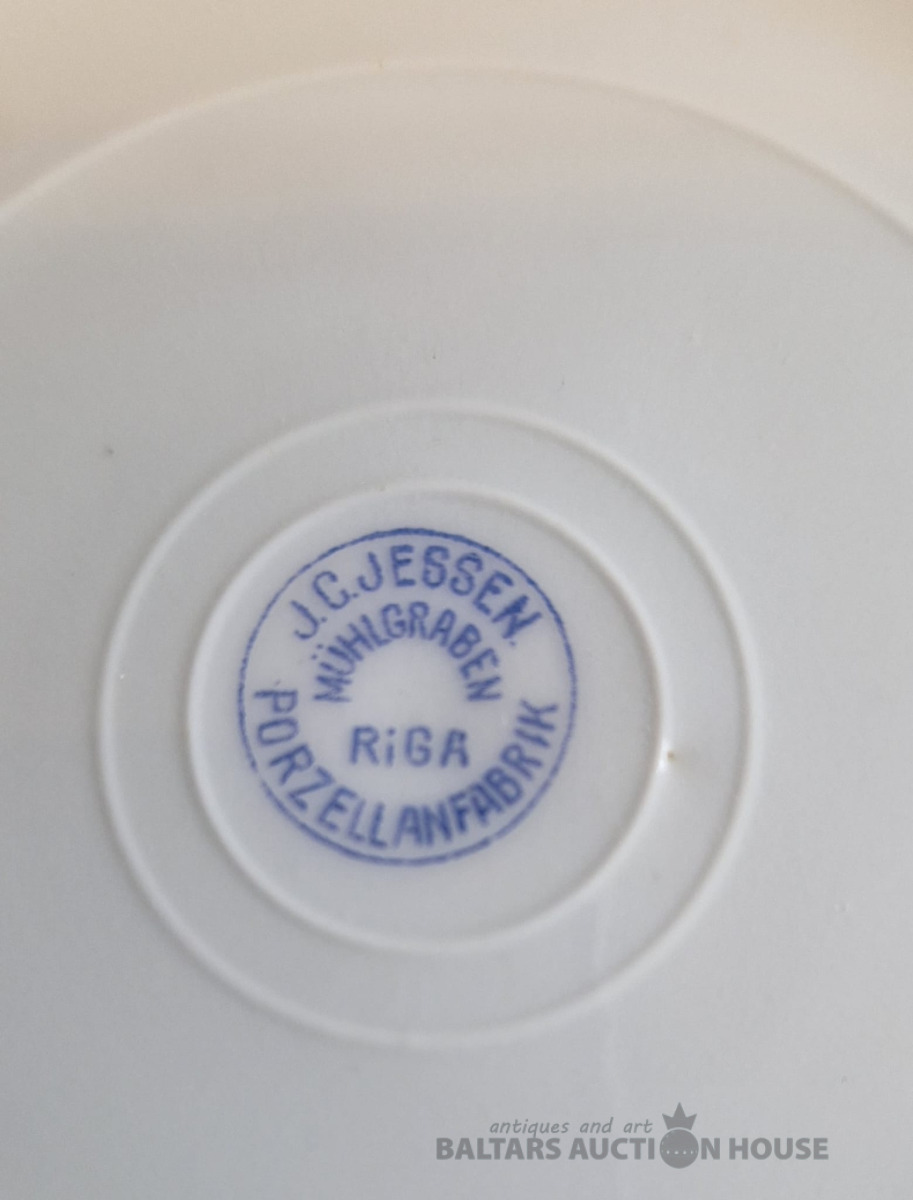 J.C.JESSEN.
MÜHLGRABEN
RiGA
PORZELLANFABRIK
antiques and art
BALTARS AUCTION HOUSE